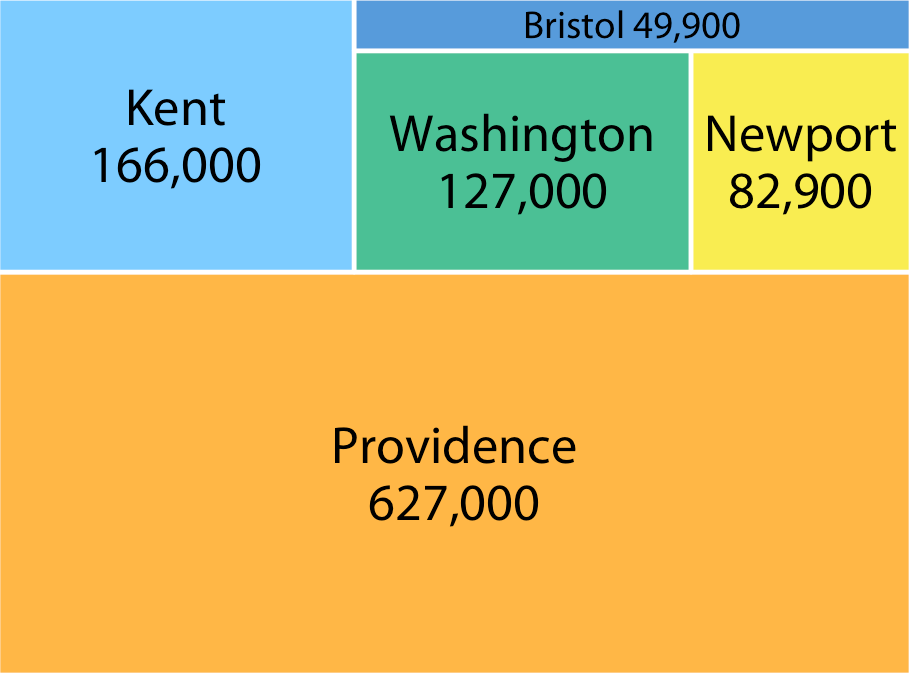 Kent
166,000
Bristol 49,900
Washington
127,000
Newport
82,900
Providence
627,000